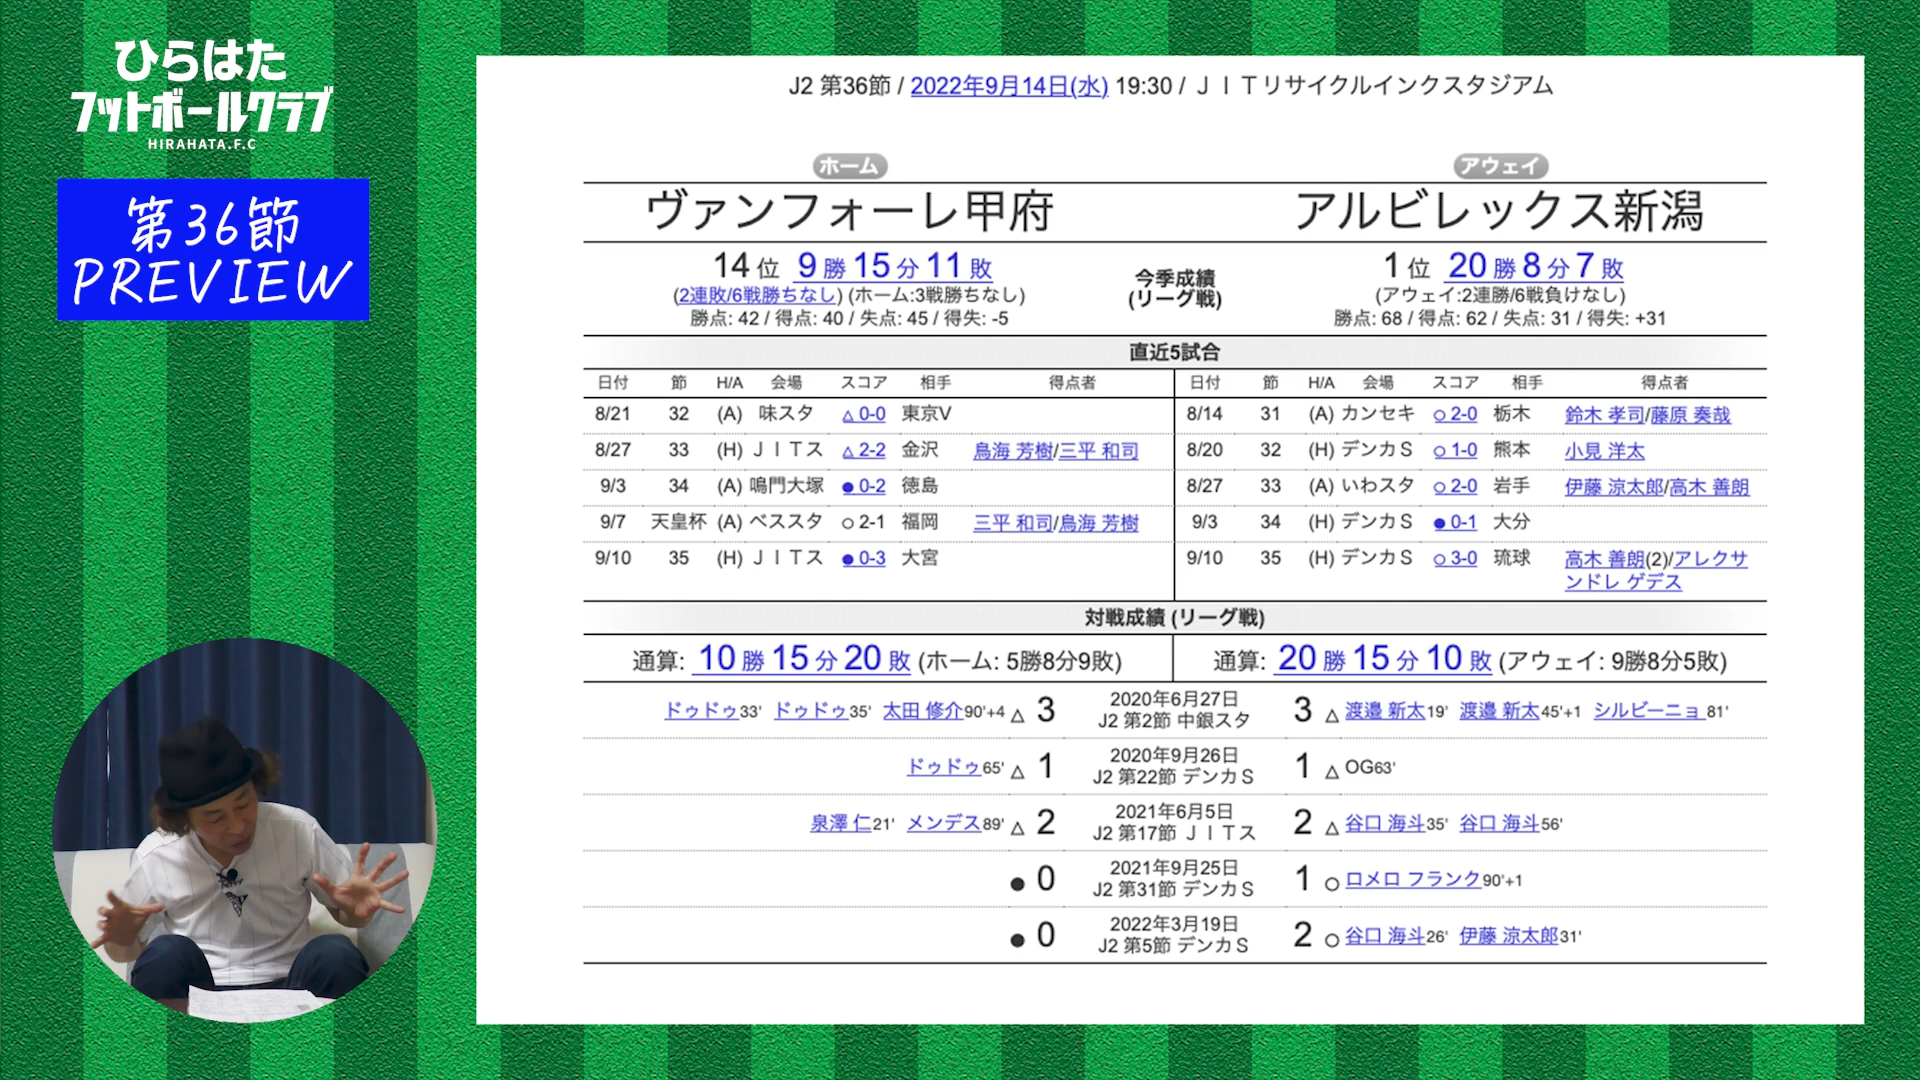 ひらはた
フットボールクラブ
HIRAHATA.F.C
第36節
PREVIEW
J2 第36節 / 2022年9月14日(水) 19:30 / ＪＩＴリサイクルインクスタジアム
ホーム アウェイ
ヴァンフォーレ甲府 アルビレックス新潟
14位 9勝15分11敗 今季成績 1位 20勝8分7敗
(2連敗/6戦勝ちなし) (ホーム:3戦勝ちなし) (リーグ戦) (アウェイ:2連勝/6戦負けなし)
勝点: 42 / 得点: 40 / 失点: 45 / 得失: -5 勝点: 68 / 得点: 62 / 失点: 31 / 得失: +31
直近5試合
日付 節 H/A 会場 スコア 相手 得点者 日付 節 H/A 会場 スコア 相手 得点者
8/21 32 (A) 味スタ △ 0-0 東京V 8/14 31 (A) カンセキ ○ 2-0 栃木 鈴木 孝司/藤原 奏哉
8/27 33 (H) ＪＩＴス △ 2-2 金沢 鳥海 芳樹/三平 和司 8/20 32 (H) デンカＳ ○ 1-0 熊本 小見 洋太
9/3 34 (A) 鳴門大塚 ● 0-2 徳島 8/27 33 (A) いわスタ ○ 2-0 岩手 伊藤 涼太郎/高木 善朗
9/7 天皇杯 (A) ベススタ ○ 2-1 福岡 三平 和司/鳥海 芳樹 9/3 34 (H) デンカＳ ● 0-1 大分
9/10 35 (H) ＪＩＴス ● 0-3 大宮 9/10 35 (H) デンカＳ ○ 3-0 琉球 高木 善朗(2)/アレクサ
ンドレ ゲデス
対戦成績 (リーグ戦)
通算: 10勝15分20敗 (ホーム: 5勝8分9敗) 通算: 20勝15分10敗 (アウェイ: 9勝8分5敗)
ドゥドゥ33' ドゥドゥ35' 太田 修介90'+4 △ 3 2020年6月27日 3 △ 渡邉 新太19' 渡邉 新太45'+1 シルビーニョ81'
J2 第2節 中銀スタ
ドゥドゥ65' △ 1 2020年9月26日 1 △ OG63'
J2 第22節 デンカＳ
泉澤 仁21' メンデス89' △ 2 2021年6月5日 2 △ 谷口 海斗35' 谷口 海斗56'
J2 第17節 ＪＩＴス
● 0 2021年9月25日 1 ○ ロメロ フランク90'+1
J2 第31節 デンカＳ
● 0 2022年3月19日 2 ○ 谷口 海斗26' 伊藤 涼太郎31'
J2 第5節 デンカＳ